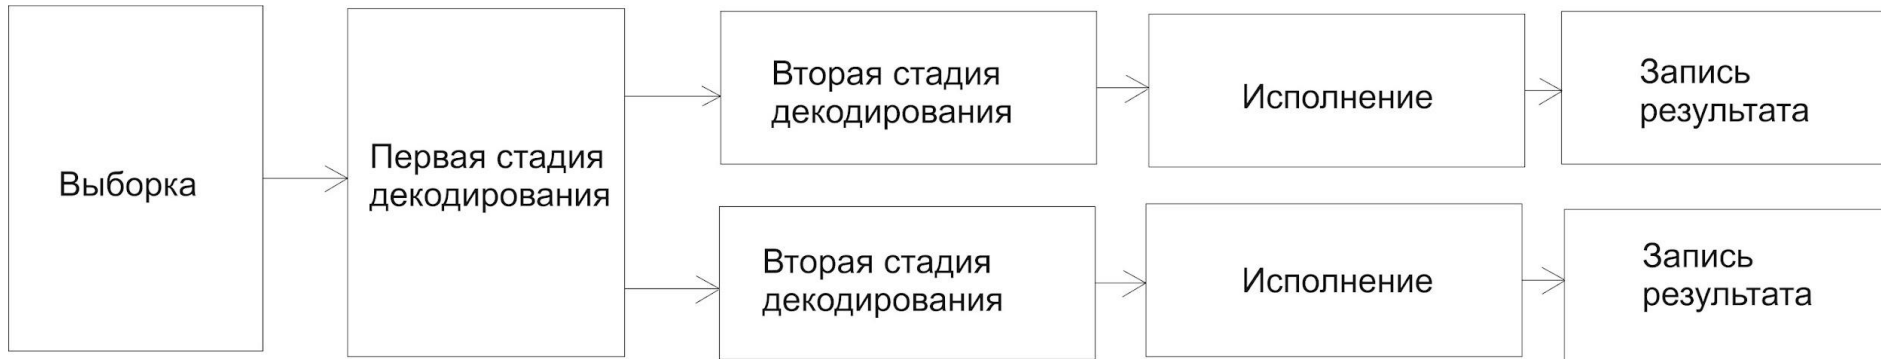 Выборка
Первая стадия
декодирования
Вторая стадия
декодирования
Исполнение
Запись
результата
Вторая стадия
декодирования
Исполнение
Запись
результата